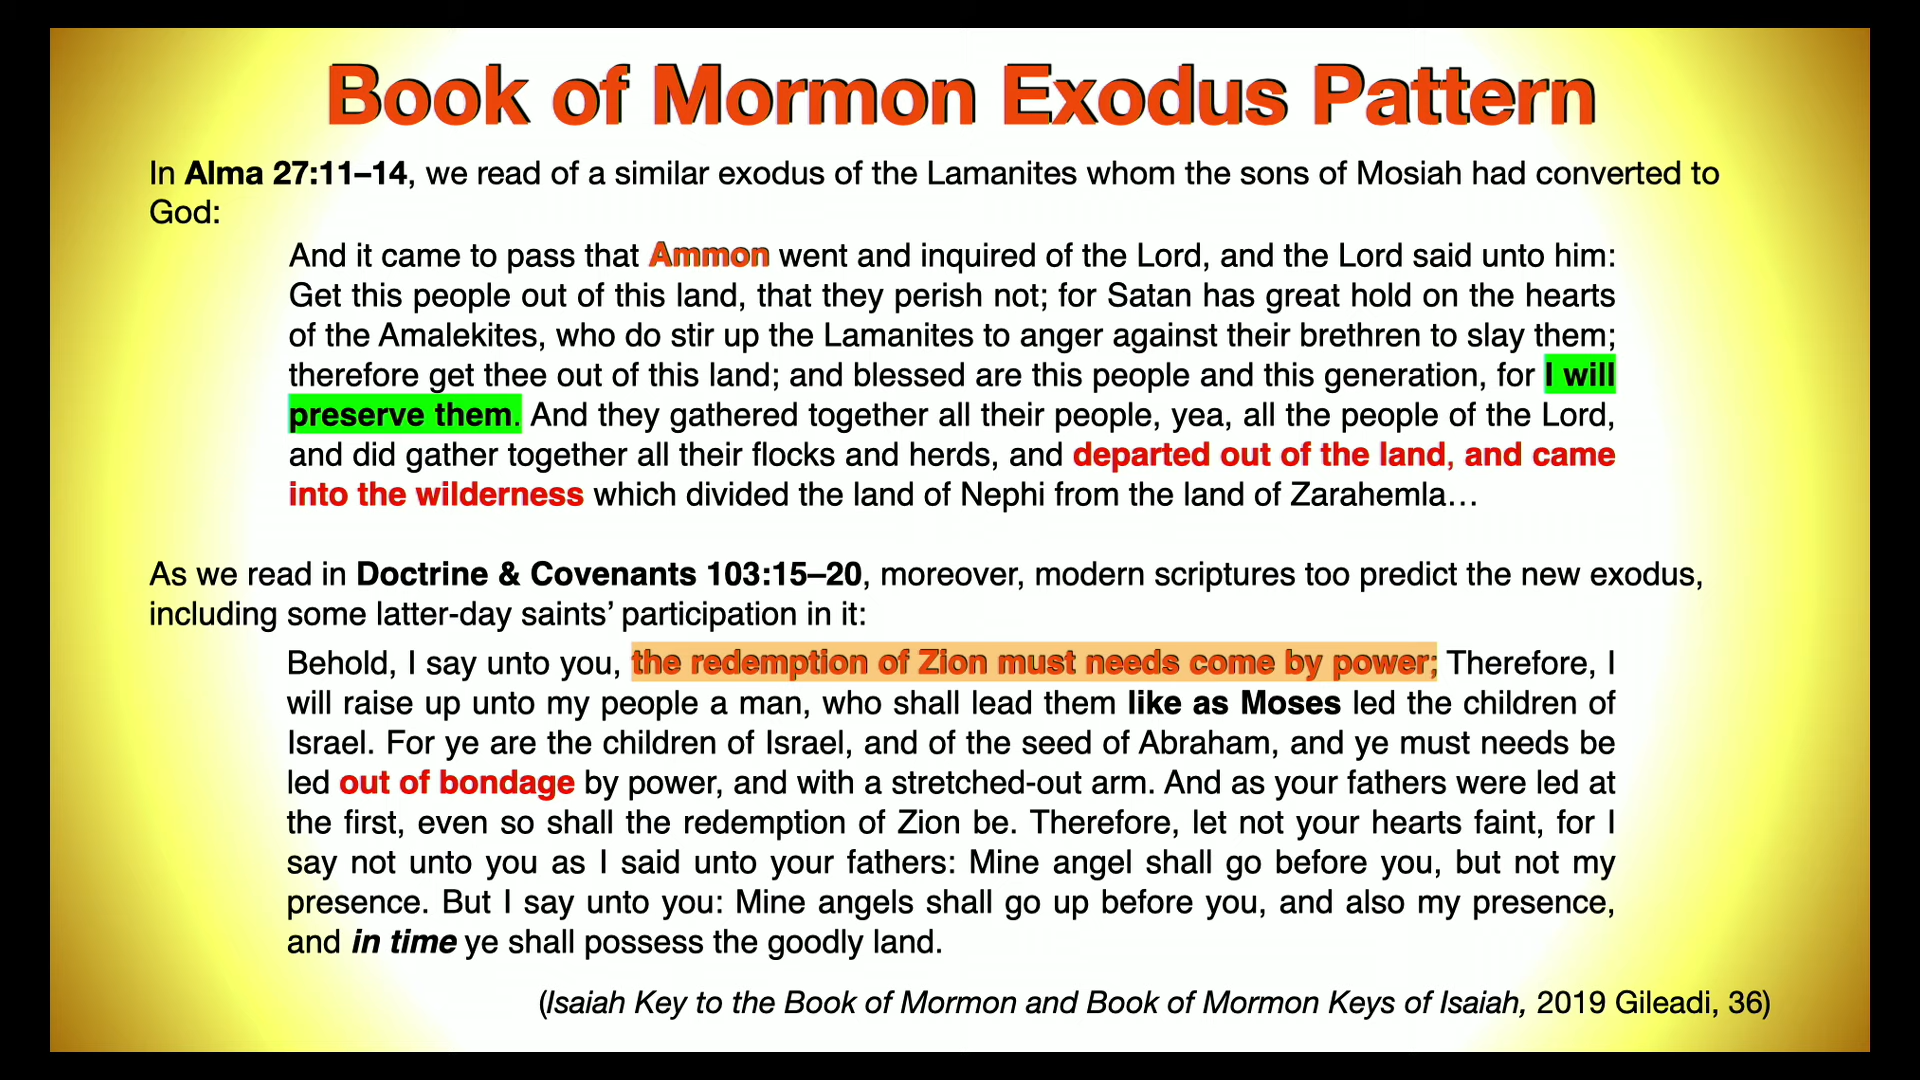 Book of Mormon Exodus Pattern
In Alma 27:11–14, we read of a similar exodus of the Lamanites whom the sons of Mosiah had converted to
God:
And it came to pass that Ammon went and inquired of the Lord, and the Lord said unto him:
Get this people out of this land, that they perish not; for Satan has great hold on the hearts
of the Amalekites, who do stir up the Lamanites to anger against their brethren to slay them;
therefore get thee out of this land; and blessed are this people and this generation, for I will
preserve them. And they gathered together all their people, yea, all the people of the Lord,
and did gather together all their flocks and herds, and departed out of the land, and came
into the wilderness which divided the land of Nephi from the land of Zarahemla…
As we read in Doctrine & Covenants 103:15–20, moreover, modern scriptures too predict the new exodus,
including some latter-day saints’ participation in it:
Behold, I say unto you, the redemption of Zion must needs come by power; Therefore, I
will raise up unto my people a man, who shall lead them like as Moses led the children of
Israel. For ye are the children of Israel, and of the seed of Abraham, and ye must needs be
led out of bondage by power, and with a stretched-out arm. And as your fathers were led at
the first, even so shall the redemption of Zion be. Therefore, let not your hearts faint, for I
say not unto you as I said unto your fathers: Mine angel shall go before you, but not my
presence. But I say unto you: Mine angels shall go up before you, and also my presence,
and in time ye shall possess the goodly land.
(Isaiah Key to the Book of Mormon and Book of Mormon Keys of Isaiah, 2019 Gileadi, 36)